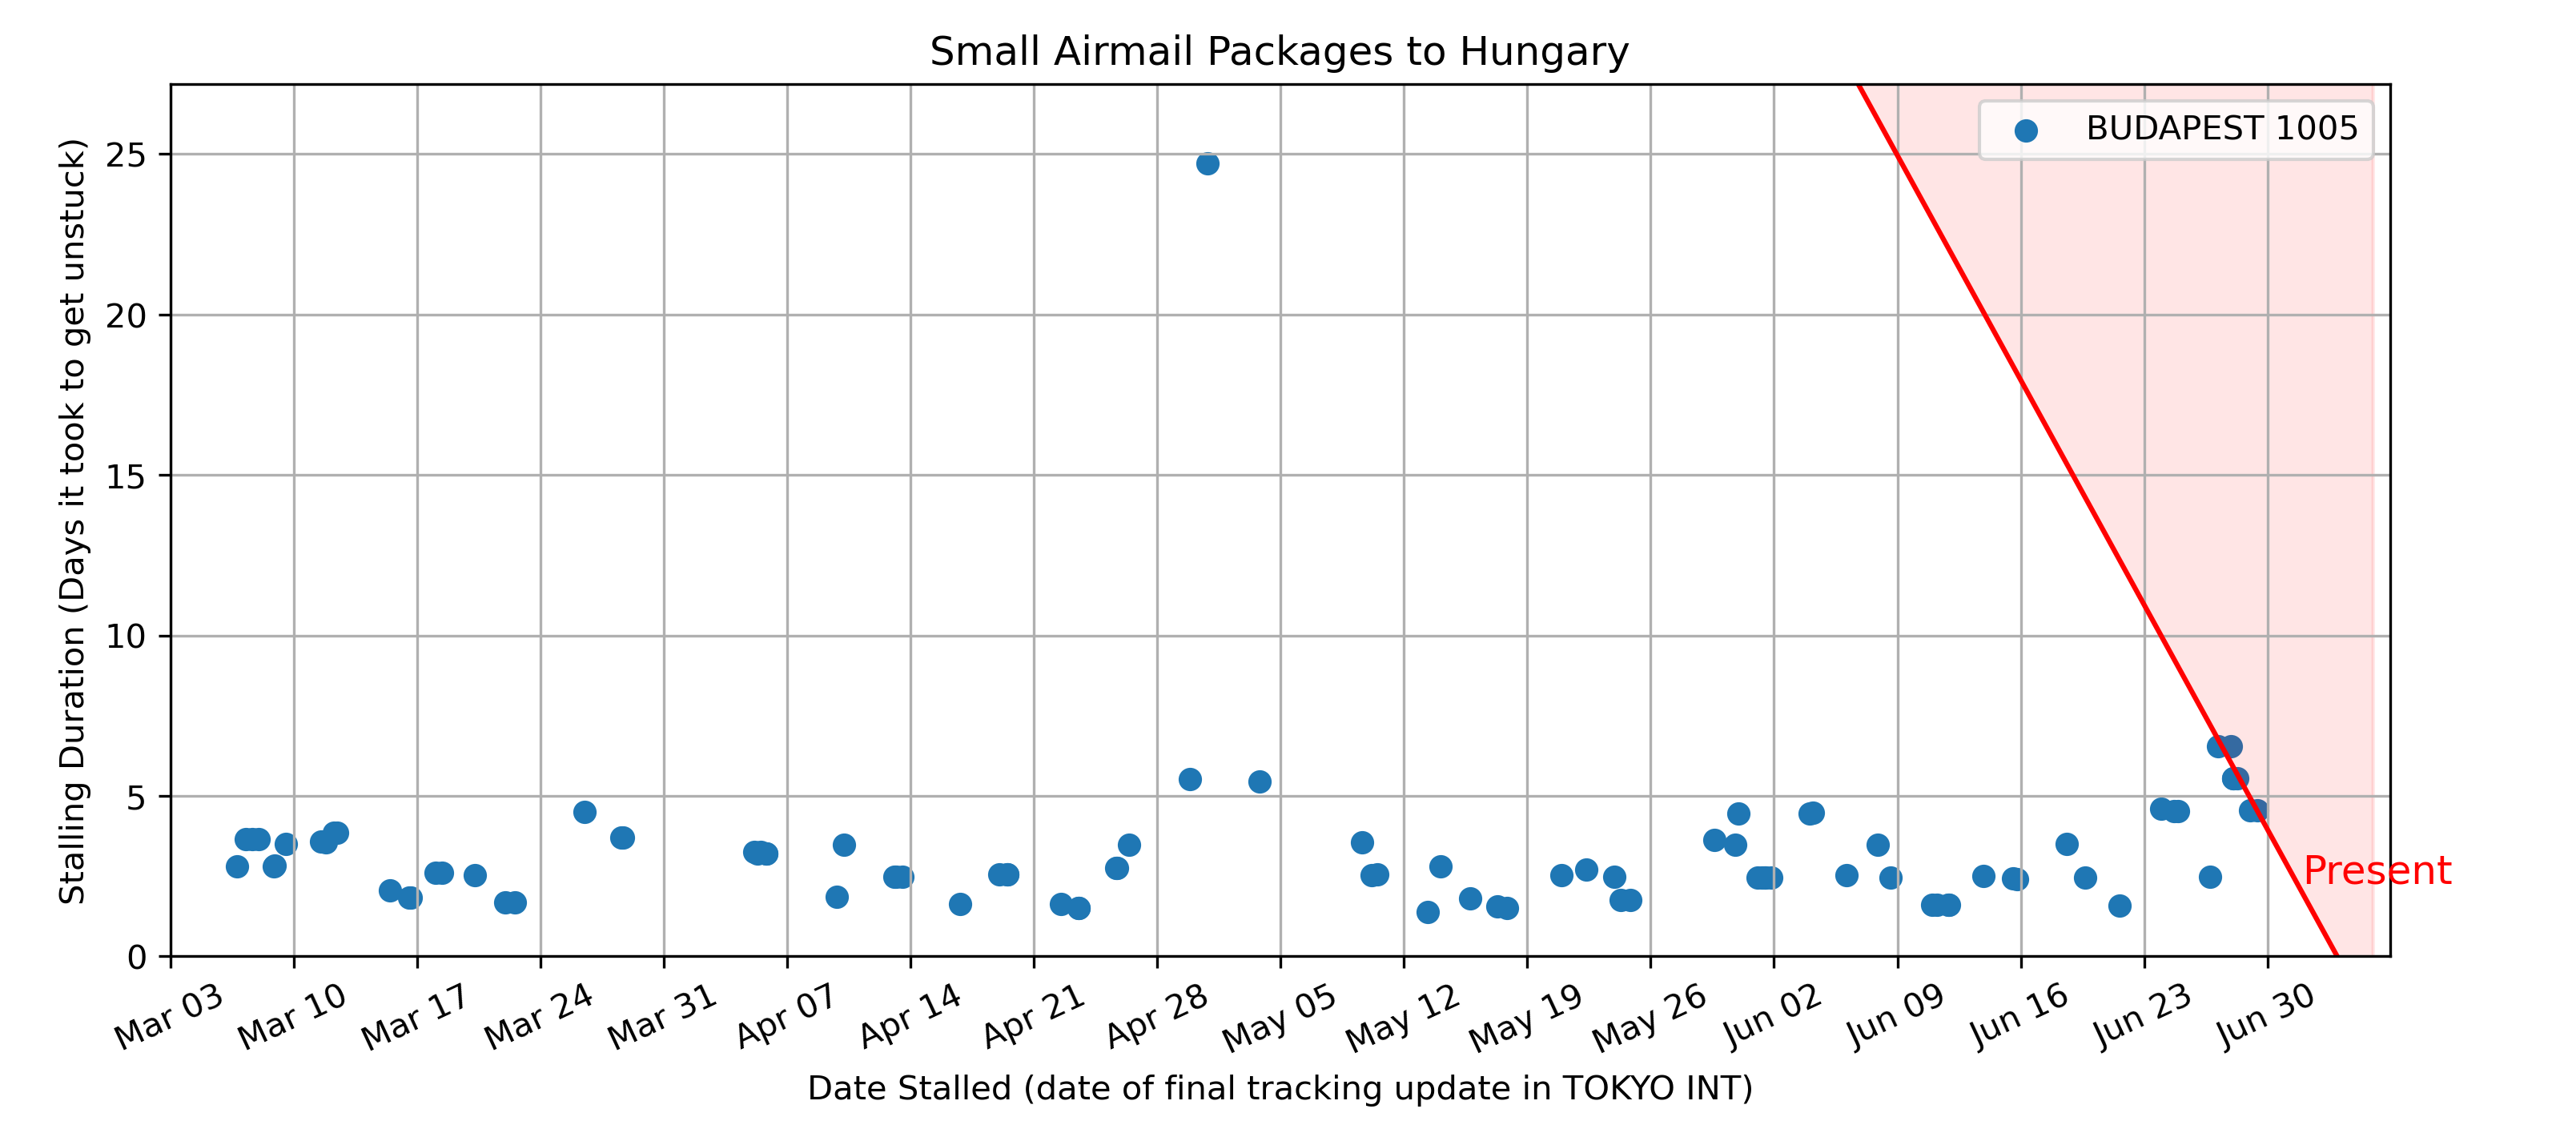 Small Airmail Packages to Hungary
BUDAPEST 1005
Stalling Duration (Days it took to get unstuck)
25
20
15
10
5
0
Present
Mar 03
Mar 10
Mar 17
Mar 24
Mar 31
Apr 07
Apr 14
Apr 21
Apr 28
May 05
May 12
May 19
May 26
Jun 02
Jun 09
Jun 16
Jun 23
Jun 30
Date Stalled (date of final tracking update in TOKYO INT)